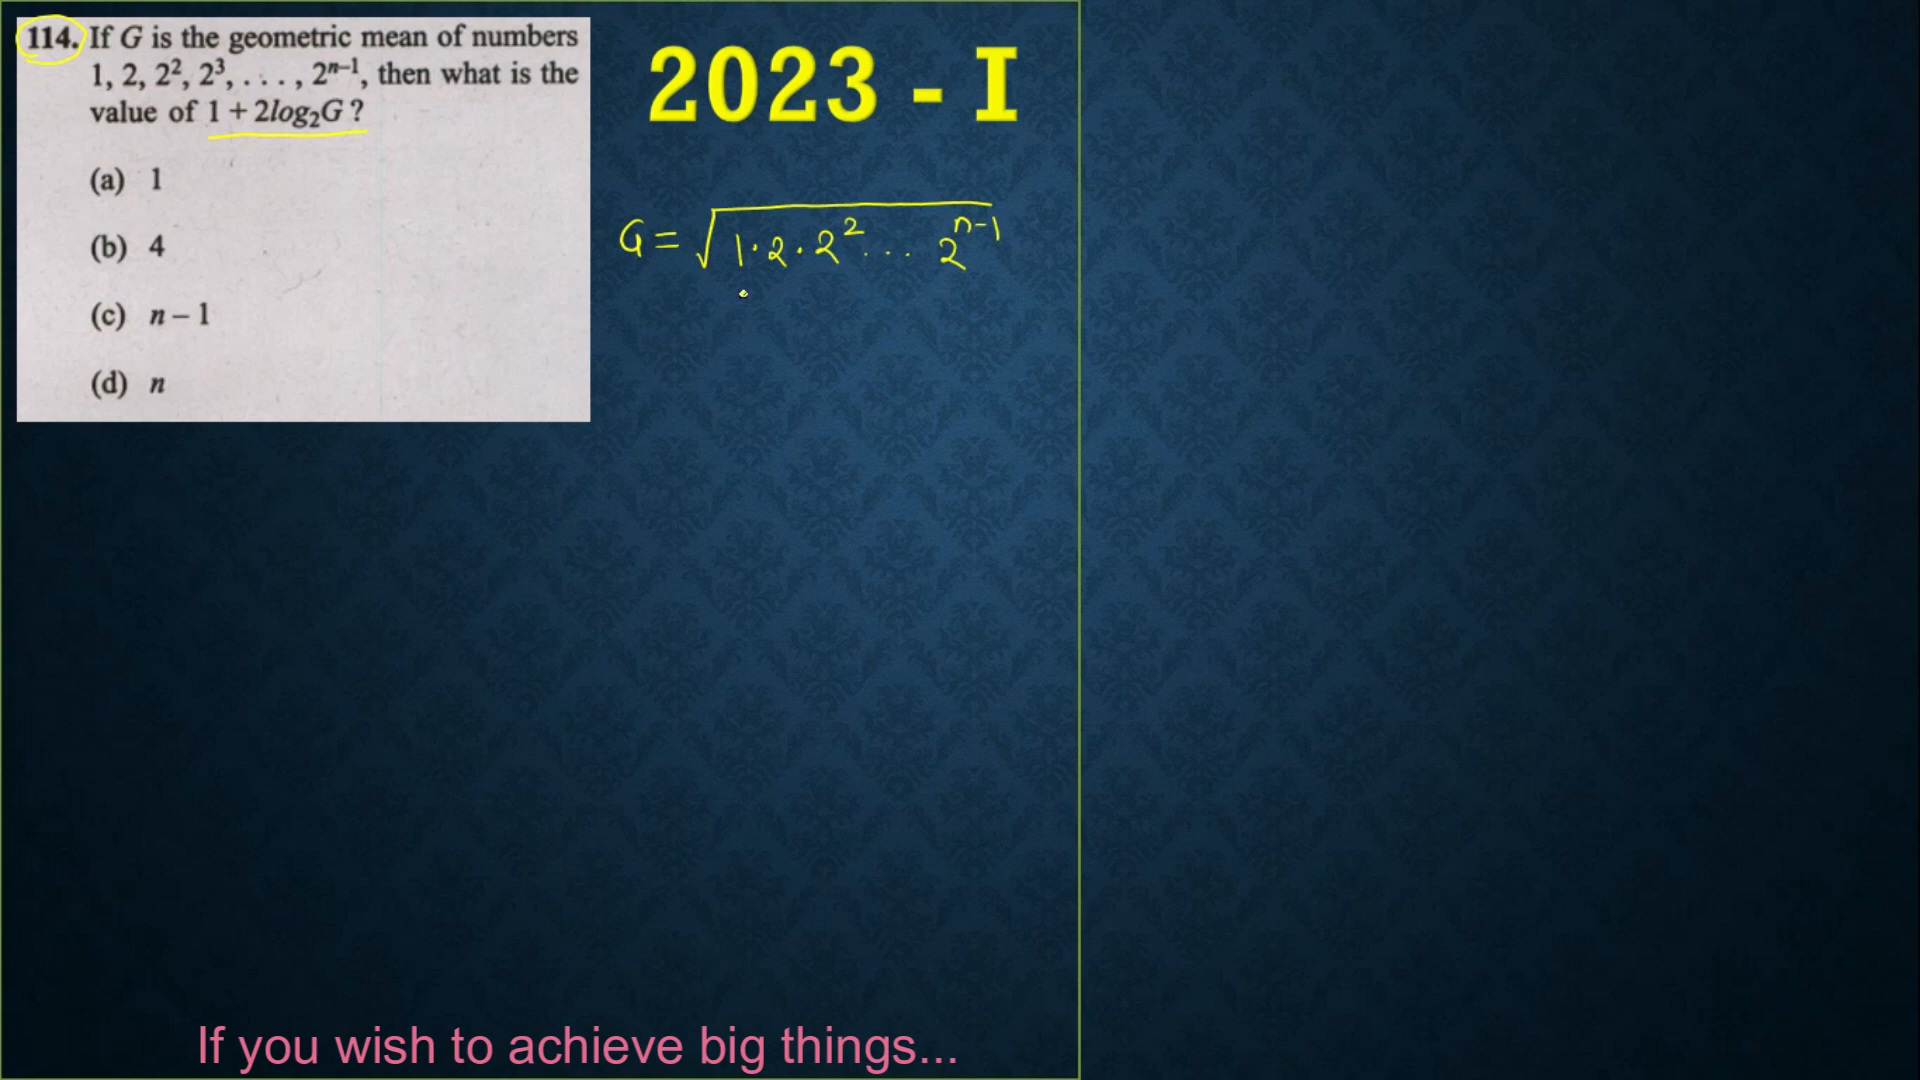 114. If G is the geometric mean of numbers
1, 2, 2², 2³, . . . . , 2ⁿ⁻¹, then what is the
value of 1 + 2log₂G ?
(a) 1
(b) 4
(c) n – 1
(d) n
2023 - I
G = √1·2·2² ... 2ⁿ⁻¹
If you wish to achieve big things...